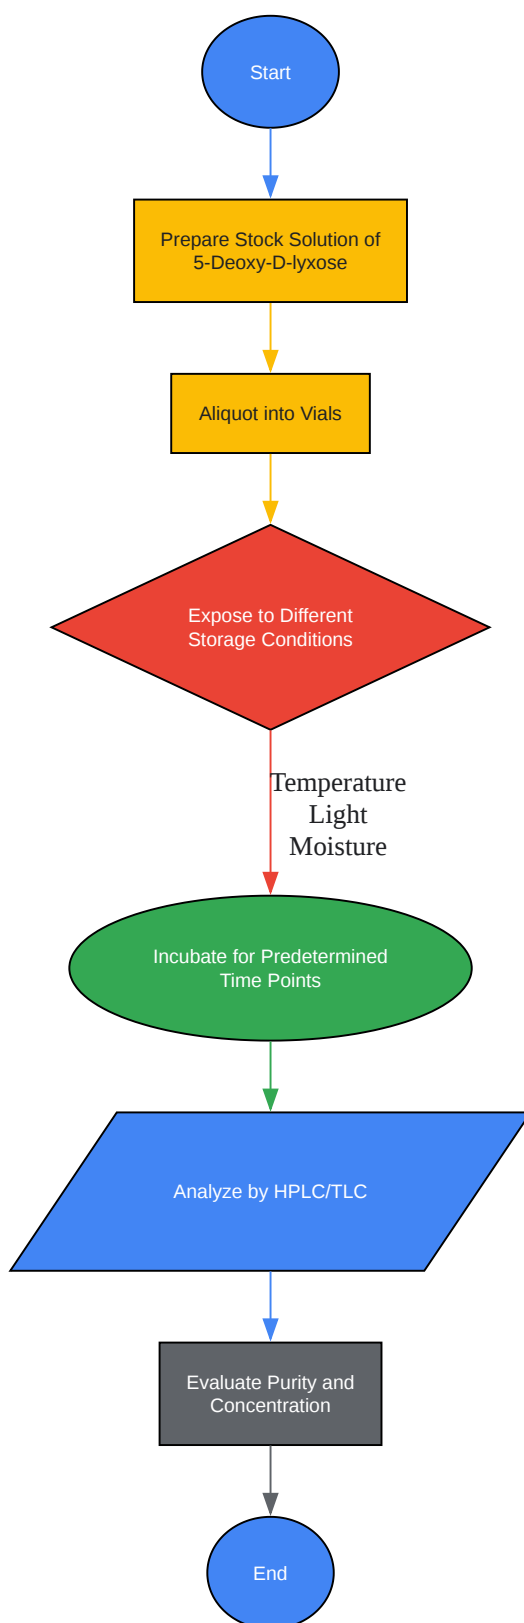 Start
Prepare Stock Solution of
5-Deoxy-D-lyxose
Aliquot into Vials
Expose to Different
Storage Conditions
Temperature
Light
Moisture
Incubate for Predetermined
Time Points
Analyze by HPLC/TLC
Evaluate Purity and
Concentration
End